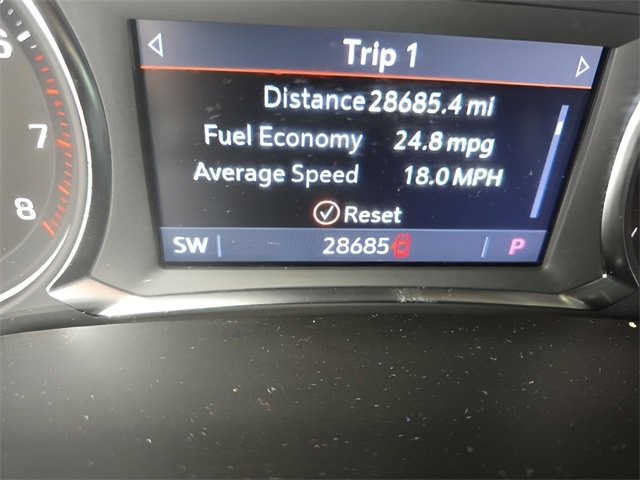 6
7
8
Trip 1
Distance 28685.4 mi
Fuel Economy 24.8 mpg
Average Speed 18.0 MPH
Reset
SW 28685 P